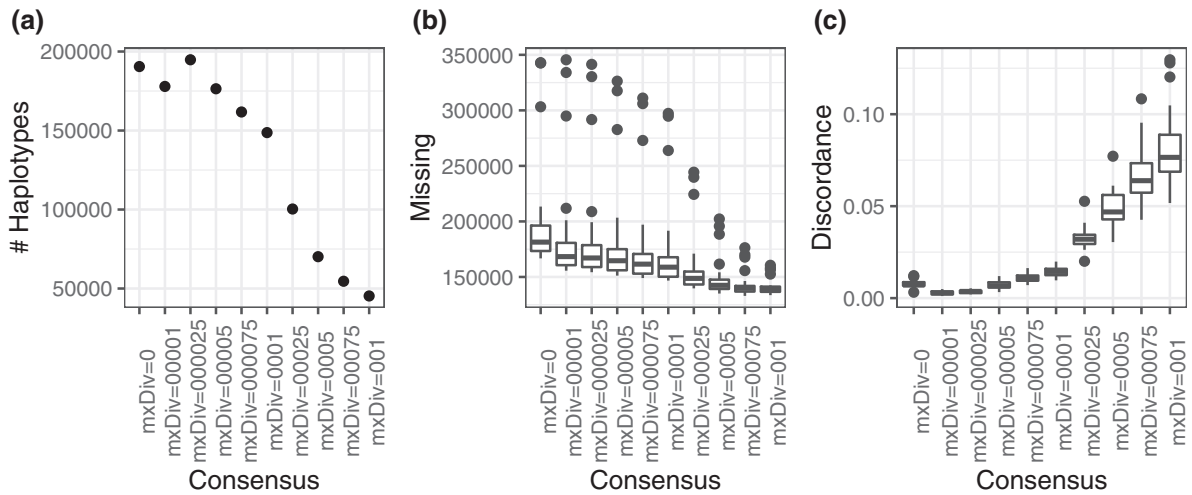 (a)
# Haplotypes
200000
150000
100000
50000
mxDiv=0
mxDiv=00001
mxDiv=000025
mxDiv=00005
mxDiv=000075
mxDiv=0001
mxDiv=00025
mxDiv=0005
mxDiv=00075
mxDiv=001
Consensus
(b)
Missing
350000
300000
250000
200000
150000
mxDiv=0
mxDiv=00001
mxDiv=000025
mxDiv=00005
mxDiv=000075
mxDiv=0001
mxDiv=00025
mxDiv=0005
mxDiv=00075
mxDiv=001
Consensus
(c)
Discordance
0.10
0.05
0.00
mxDiv=0
mxDiv=00001
mxDiv=000025
mxDiv=00005
mxDiv=000075
mxDiv=0001
mxDiv=00025
mxDiv=0005
mxDiv=00075
mxDiv=001
Consensus